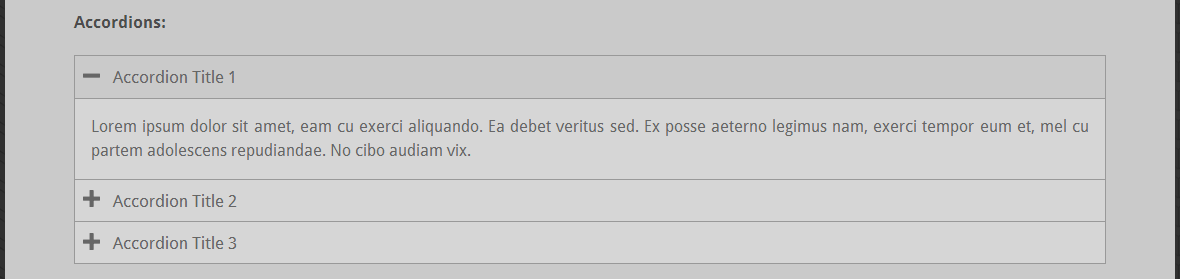 Accordions:
Accordion Title 1
Lorem ipsum dolor sit amet, eam cu exerci aliquando. Ea debet veritus sed. Ex posse aeterno legimus nam, exerci tempor eum et, mel cu
partem adolescens repudiandae. No cibo audiam vix.
Accordion Title 2
Accordion Title 3